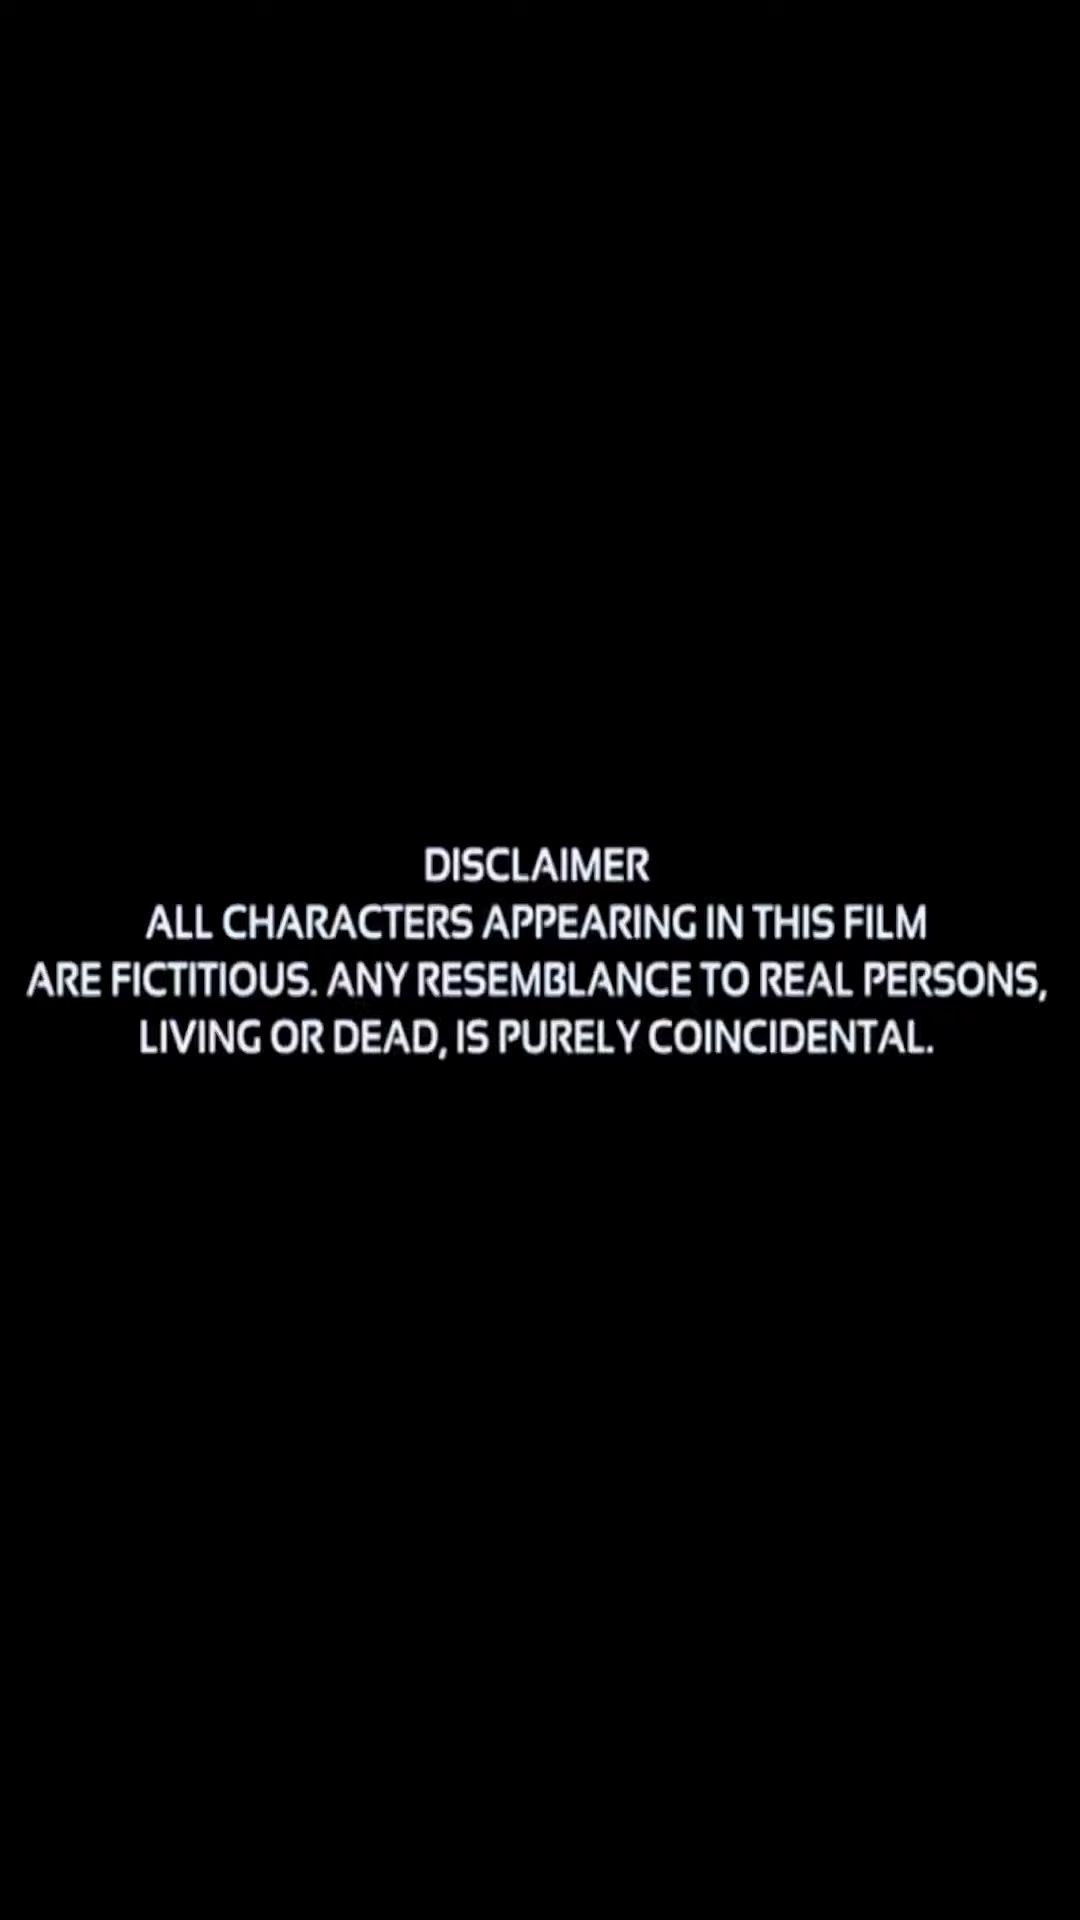 DISCLAIMER
ALL CHARACTERS APPEARING IN THIS FILM
ARE FICTITIOUS. ANY RESEMBLANCE TO REAL PERSONS,
LIVING OR DEAD, IS PURELY COINCIDENTAL.